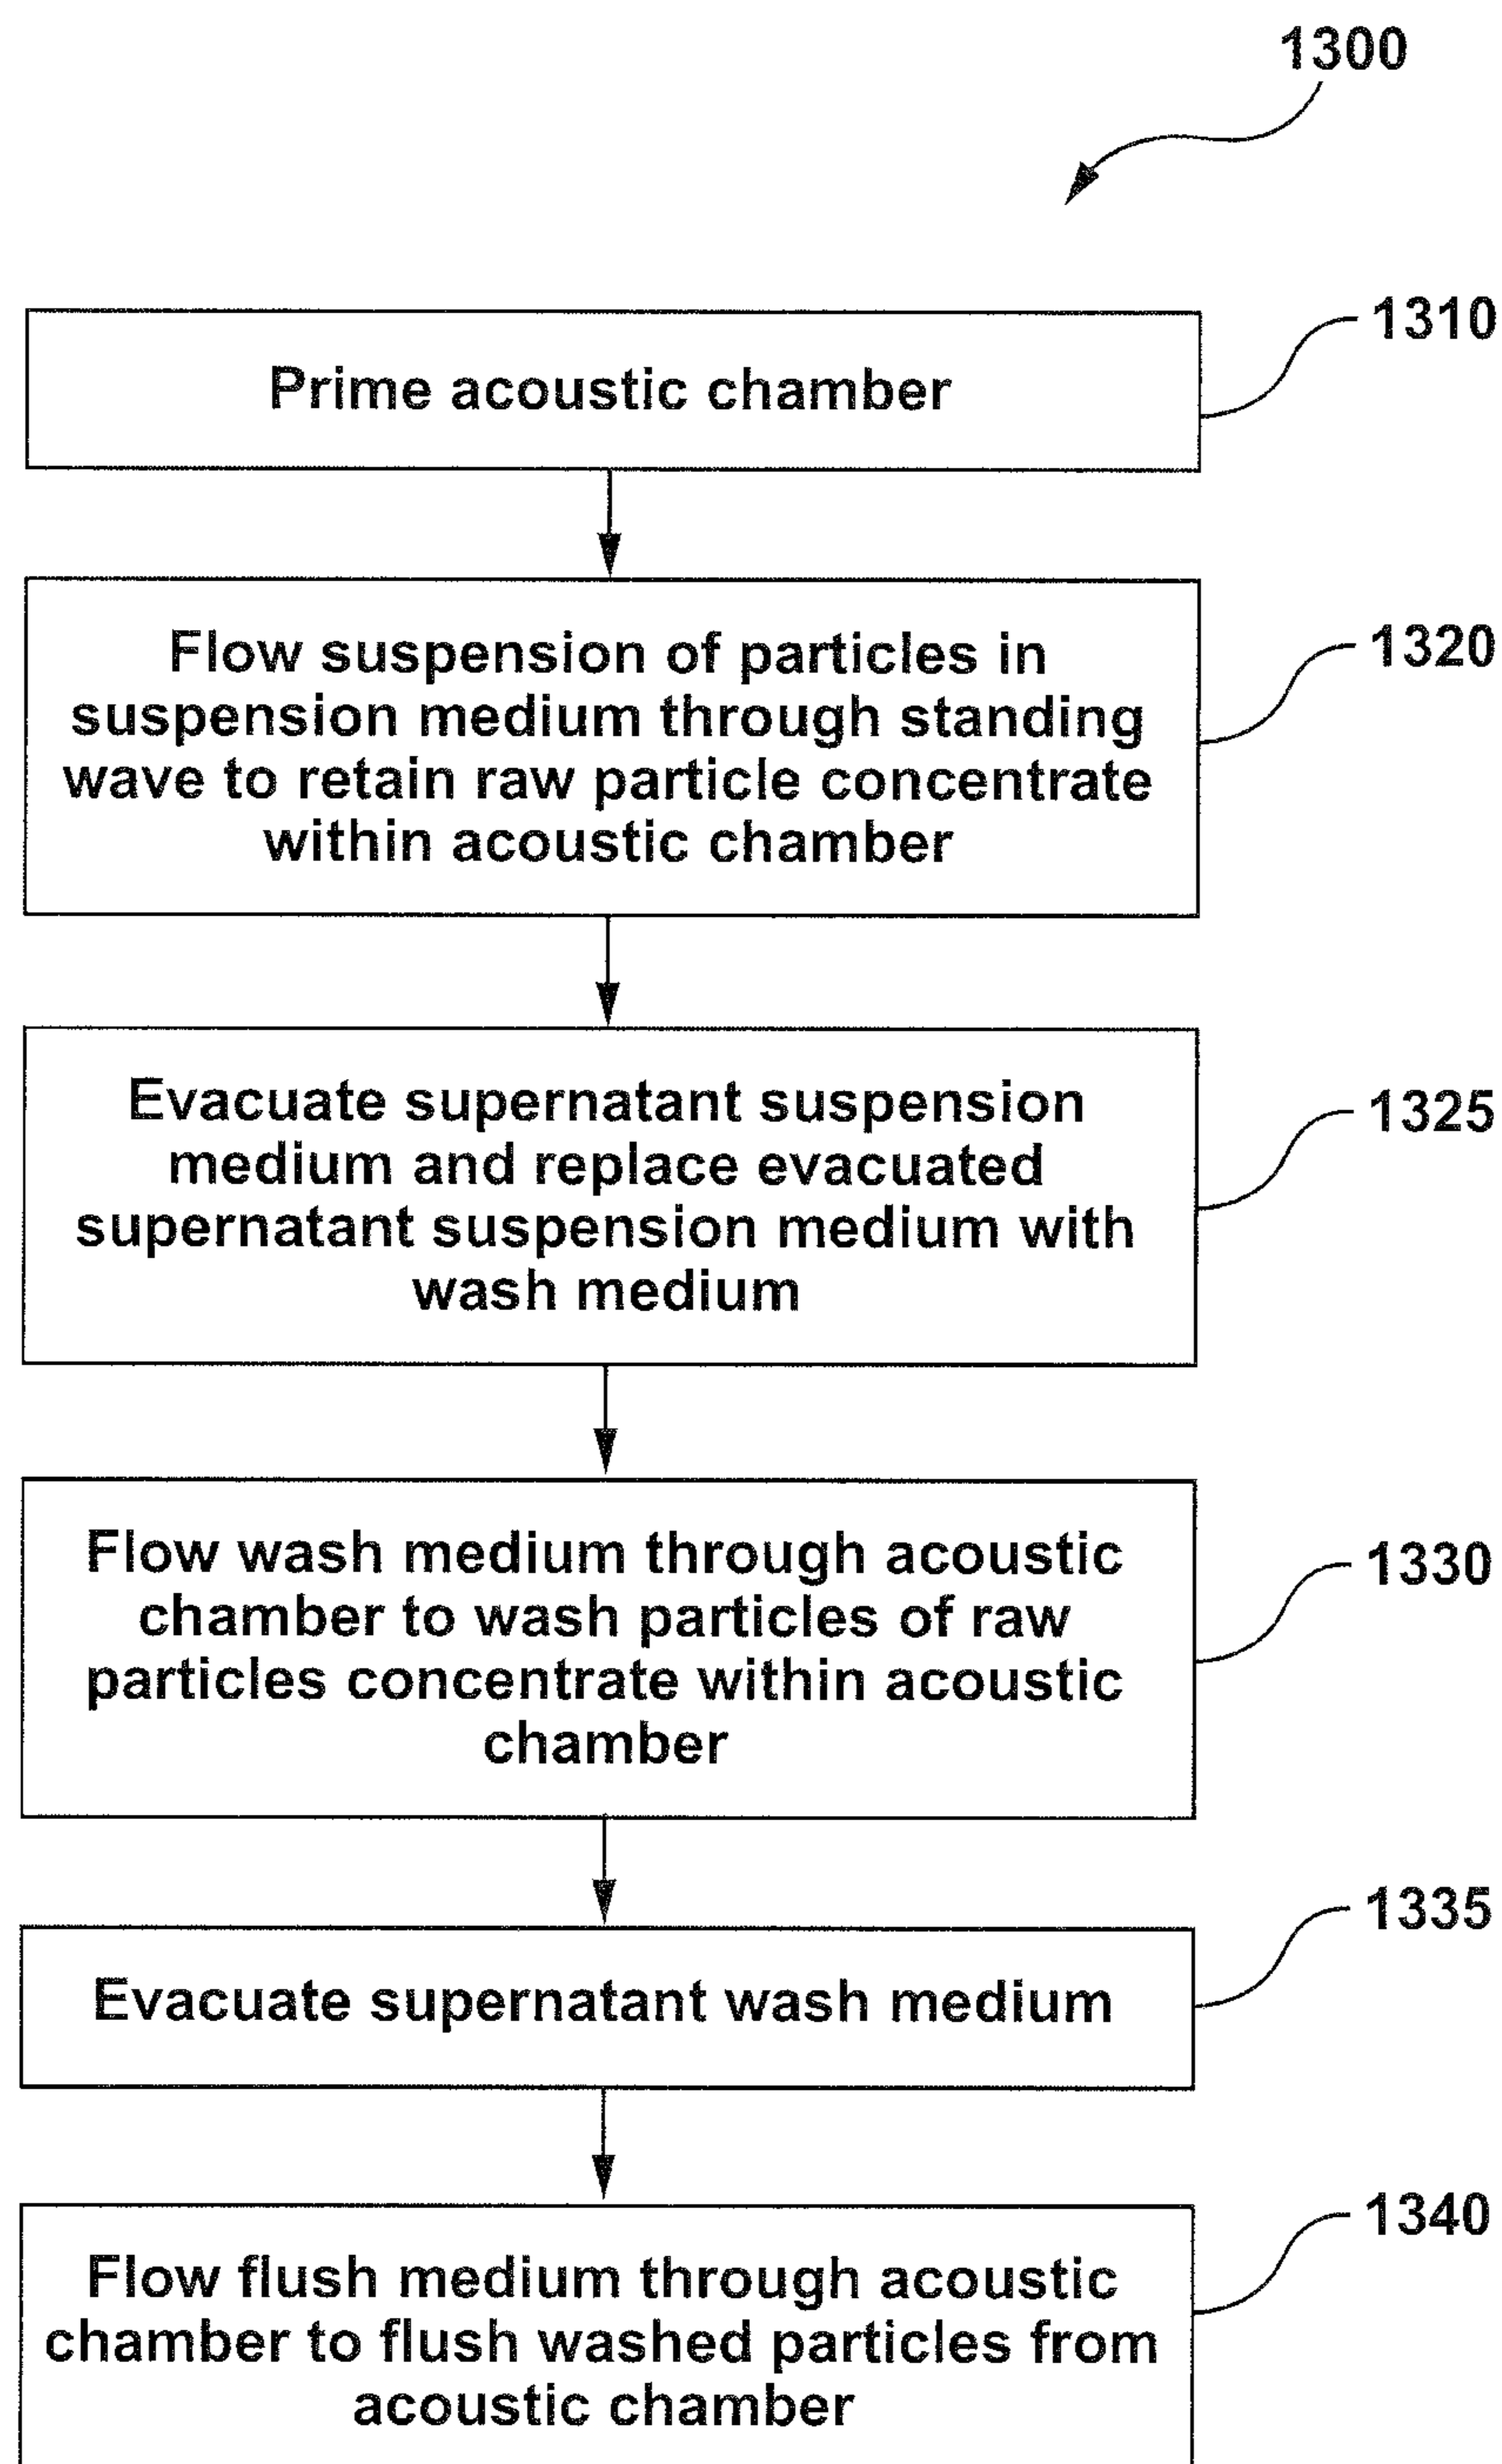 1300
1310
Prime acoustic chamber
1320
Flow suspension of particles in
suspension medium through standing
wave to retain raw particle concentrate
within acoustic chamber
1325
Evacuate supernatant suspension
medium and replace evacuated
supernatant suspension medium with
wash medium
1330
Flow wash medium through acoustic
chamber to wash particles of raw
particles concentrate within acoustic
chamber
1335
Evacuate supernatant wash medium
1340
Flow flush medium through acoustic
chamber to flush washed particles from
acoustic chamber